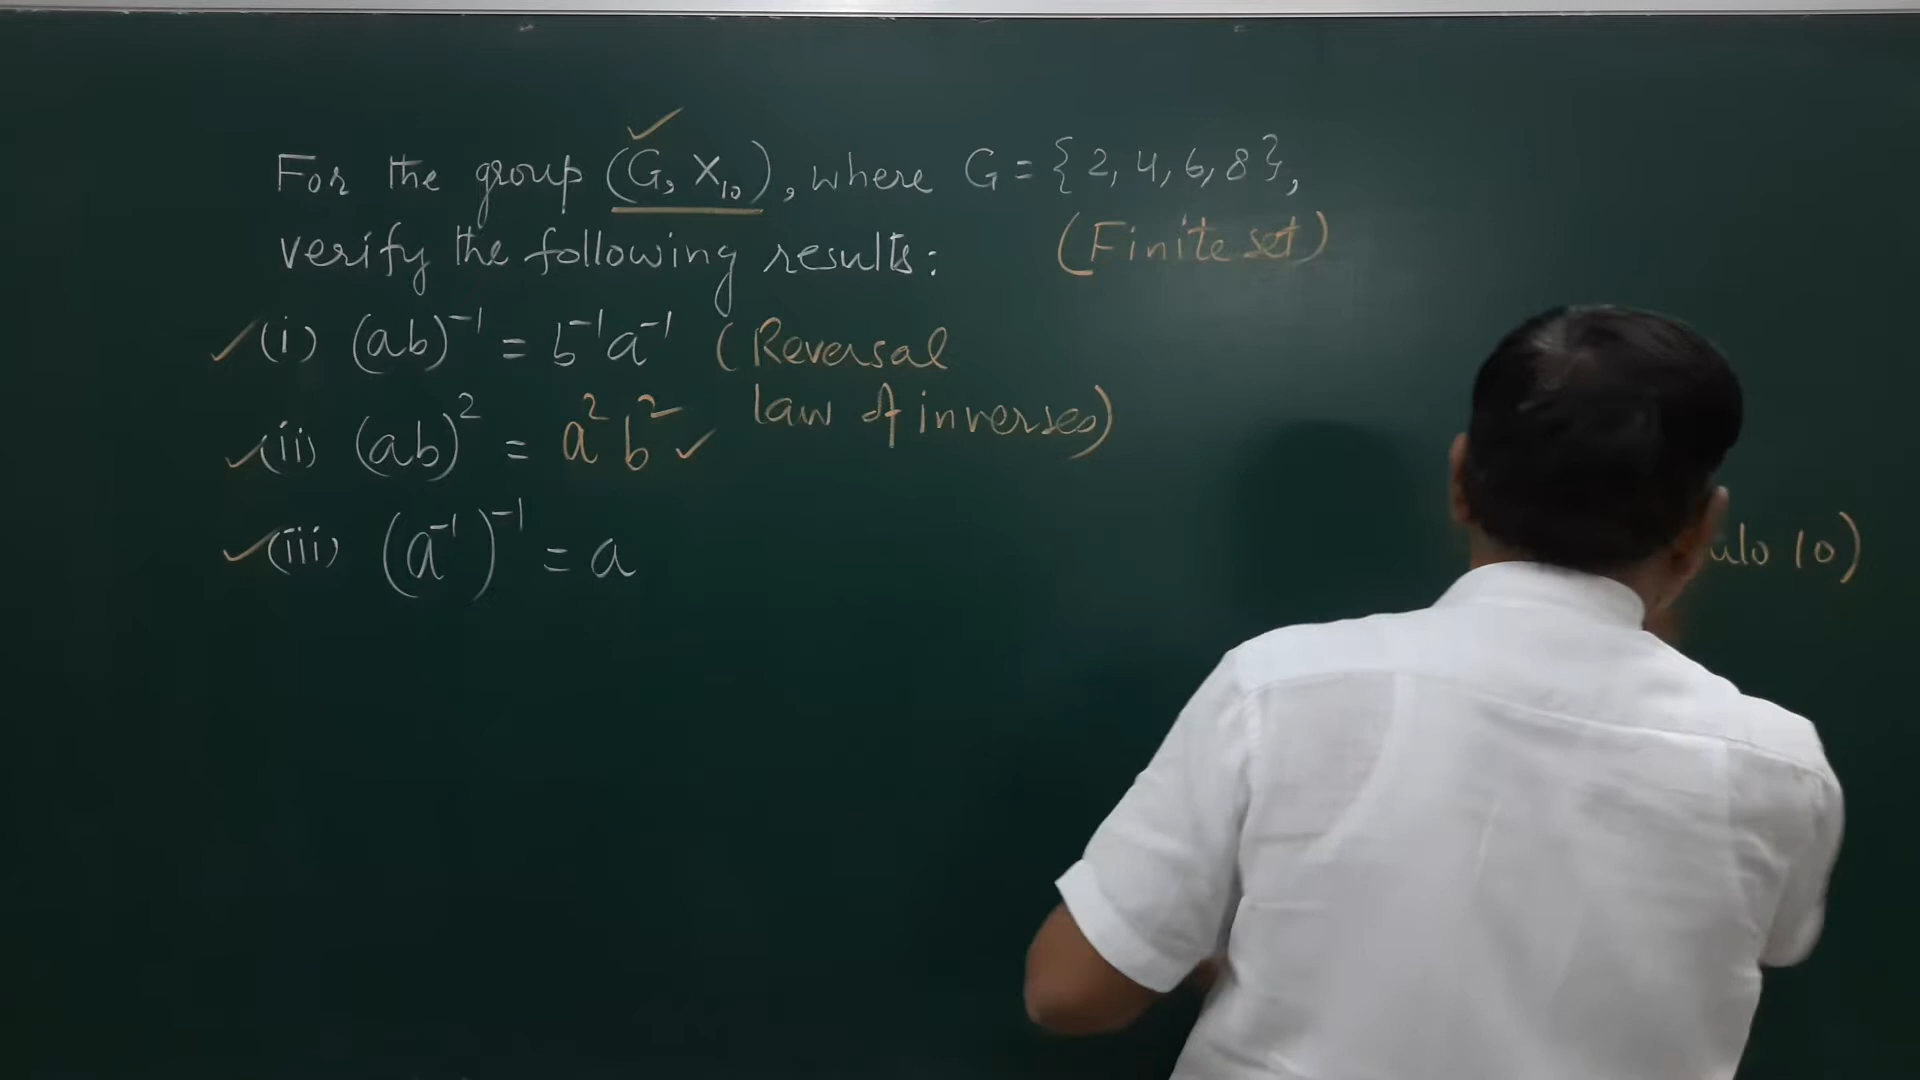 For the group (G, X₁₀), where G = {2, 4, 6, 8},
verify the following results: (Finite set)
(i) (ab)⁻¹ = b⁻¹a⁻¹ (Reversal
law of inverses)
(ii) (ab)² = a²b²
(iii) (a⁻¹)⁻¹ = a
10)